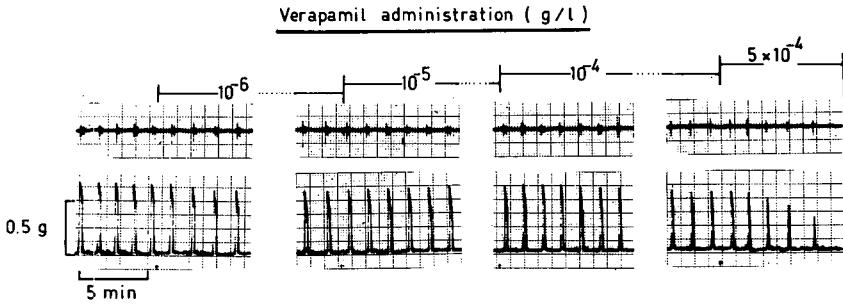 Verapamil administration ( g/l )
10⁻⁶ 10⁻⁵ 10⁻⁴ 5×10⁻⁴
0.5 g
5 min